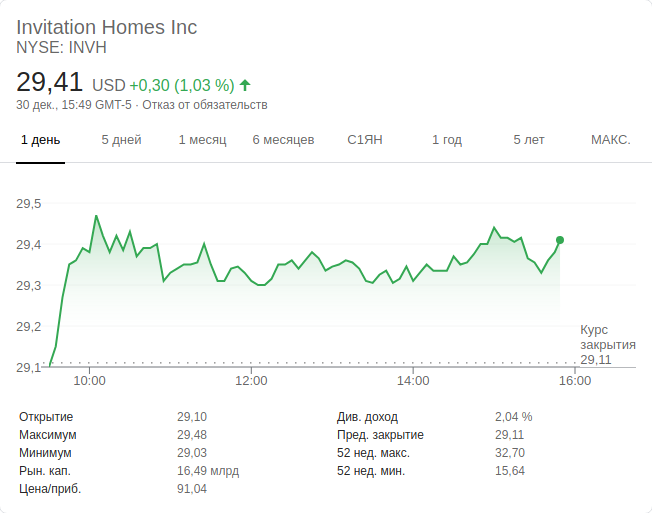 Invitation Homes Inc
NYSE: INVH
29,41 USD +0,30 (1,03 %)
30 дек., 15:49 GMT-5 · Отказ от обязательств
1 день 5 дней 1 месяц 6 месяцев С1ЯН 1 год 5 лет МАКС.
29,5
29,4
29,3
29,2
29,1
Курс
закрытия
29,11
10:00 12:00 14:00 16:00
Открытие 29,10 Див. доход 2,04 %
Максимум 29,48 Пред. закрытие 29,11
Минимум 29,03 52 нед. макс. 32,70
Рын. кап. 16,49 млрд 52 нед. мин. 15,64
Цена/приб. 91,04